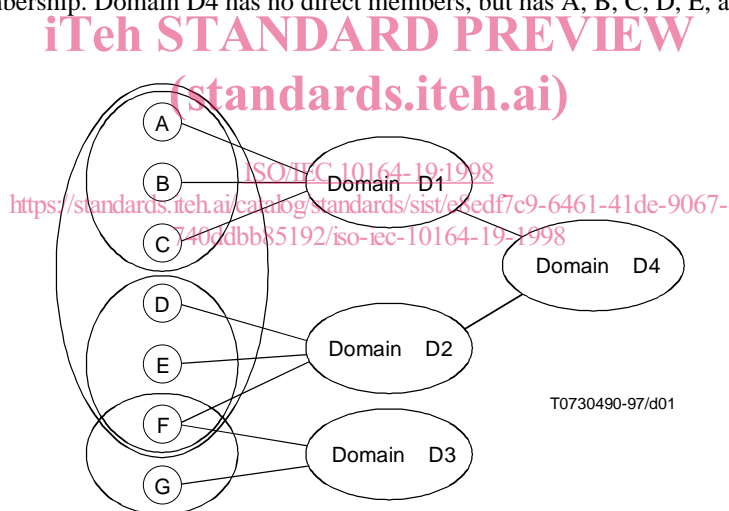 bership. Domain D4 has no direct members, but has A, B, C, D, E, a
iTeh STANDARD PREVIEW
(standards.iteh.ai)
A
B
ISO/IEC 10164-19:1998
Domain D1
https://standards.iteh.ai/catalog/standards/sist/e8edf7c9-6461-41de-9067-
C
740ddbb85192/iso-iec-10164-19-1998
Domain D4
D
Domain D2
E
T0730490-97/d01
F
Domain D3
G